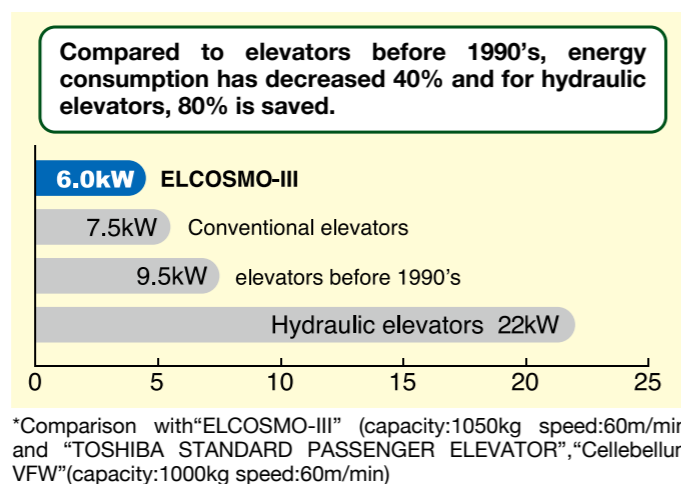 Compared to elevators before 1990's, energy
consumption has decreased 40% and for hydraulic
elevators, 80% is saved.
6.0kW ELCOSMO-III
7.5kW Conventional elevators
9.5kW elevators before 1990's
Hydraulic elevators 22kW
0 5 10 15 20 25
*Comparison with“ELCOSMO-III” (capacity:1050kg speed:60m/min
and “TOSHIBA STANDARD PASSENGER ELEVATOR”,“Cellebellum
VFW”(capacity:1000kg speed:60m/min)